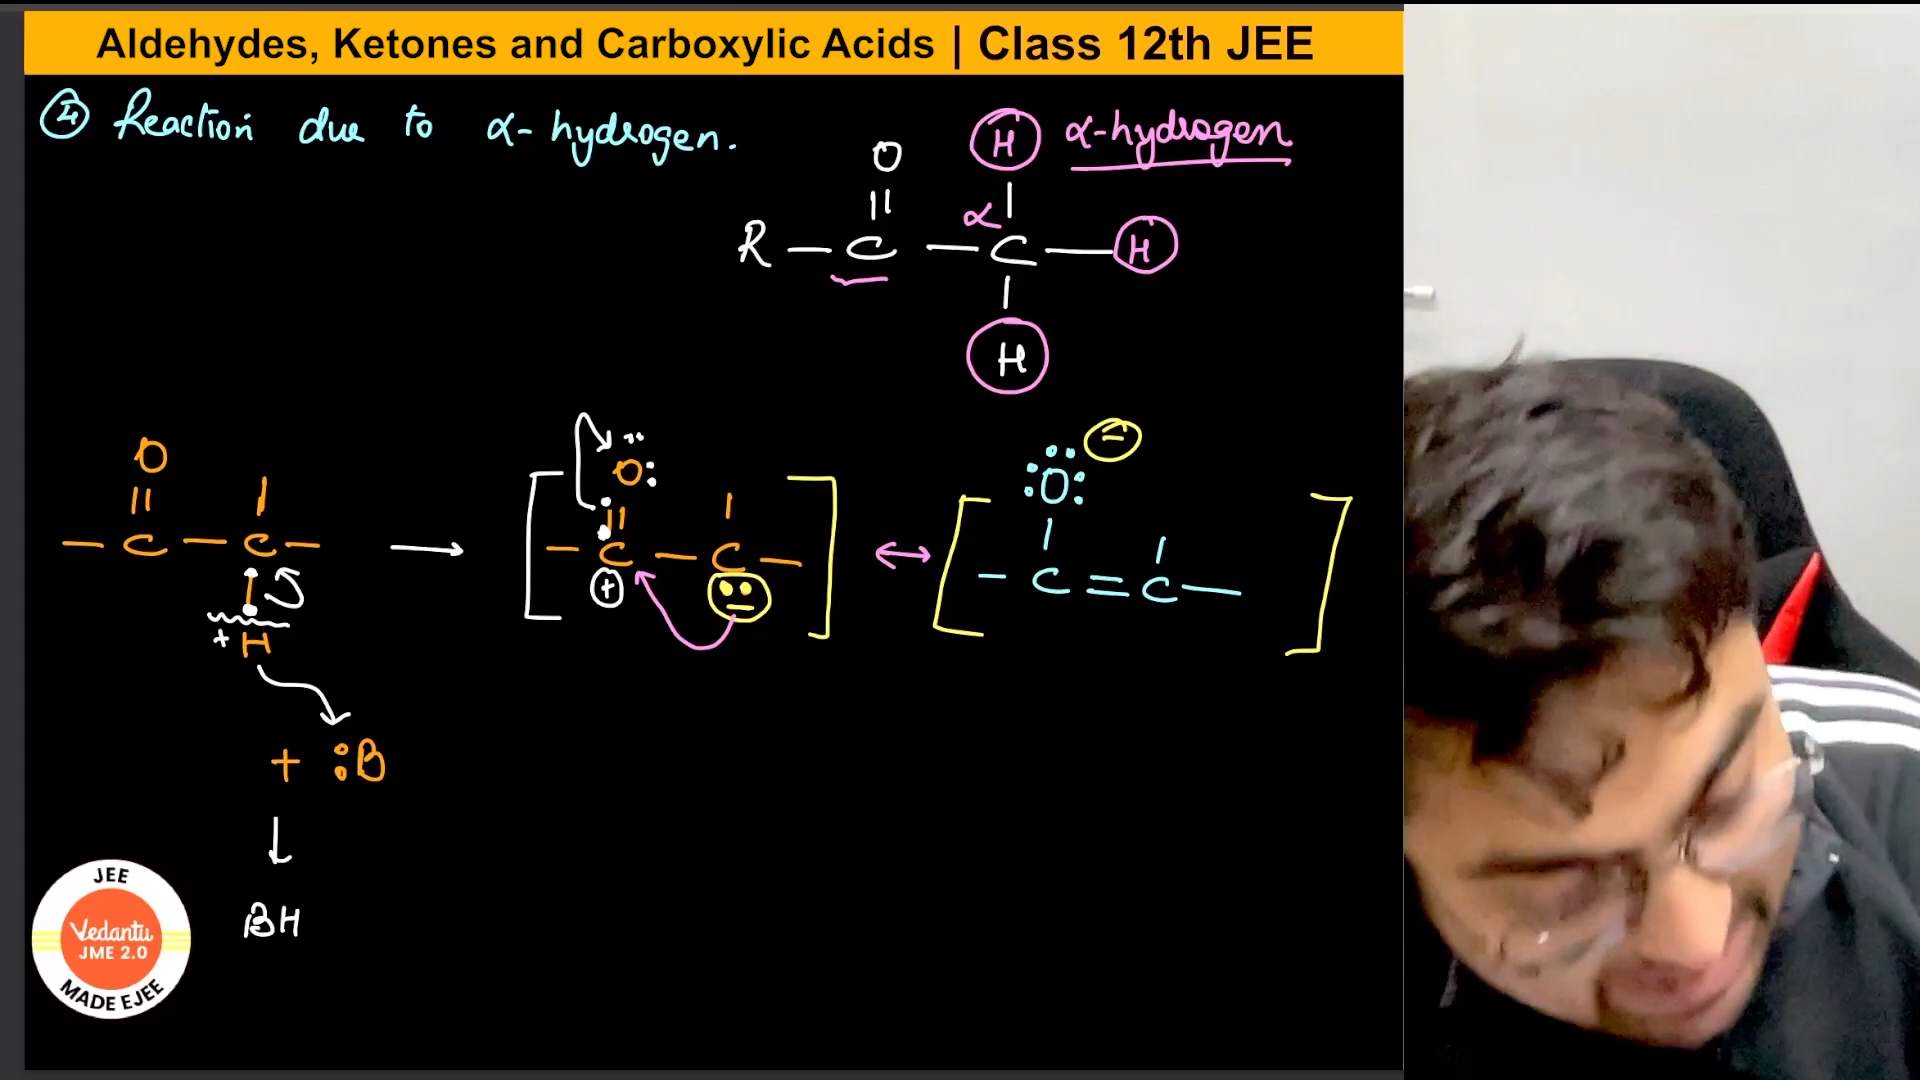 Aldehydes, Ketones and Carboxylic Acids | Class 12th JEE
④ Reaction due to α-hydrogen.
H α-hydrogen
O
α
R – C – C – H
H
O
O
O
– C – C –
– C – C –
– C = C –
+
+ H
+ :B
BH
JEE
Vedantu
JME 2.0
MADE EJEE